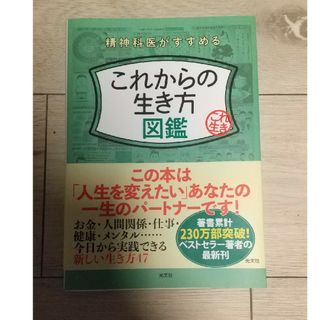 精神科医がすすめる
これからの
生き方
図鑑
これ
生き
この本は
「人生を変えたい」あなたの
一生のパートナーです!
お金・人間関係・仕事・
健康・メンタル……
今日から実践できる
新しい生き方47
著書累計
230万部突破!
ベストセラー著者の
最新刊
光文社
光文社